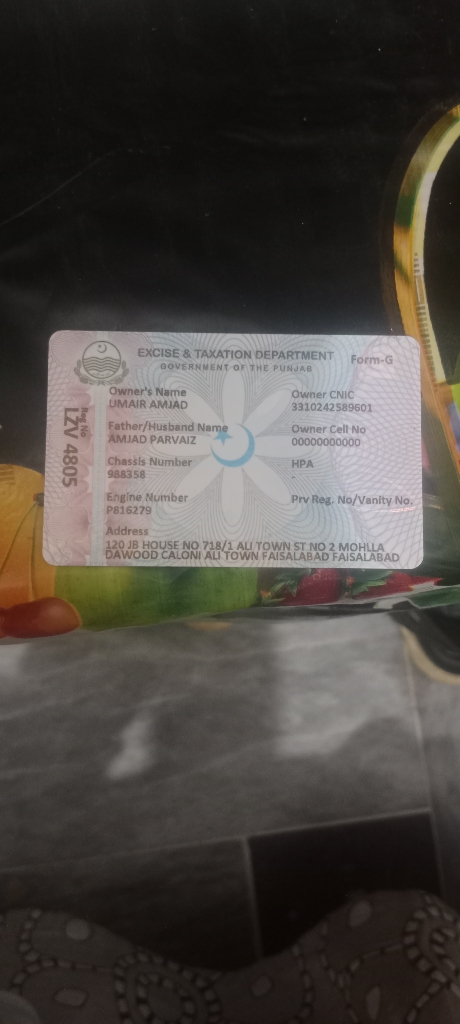 EXCISE & TAXATION DEPARTMENT Form-G
GOVERNMENT OF THE PUNJAB
Reg No
LZV 4805
Owner's Name
UMAIR AMJAD
Owner CNIC
3310242589601
Father/Husband Name
AMJAD PARVAIZ
Owner Cell No
00000000000
Chassis Number
988358
HPA
-
Engine Number
P816279
Prv Reg. No/Vanity No.
Address
120 JB HOUSE NO 718/1 ALI TOWN ST NO 2 MOHLLA
DAWOOD CALONI ALI TOWN FAISALABAD FAISALABAD